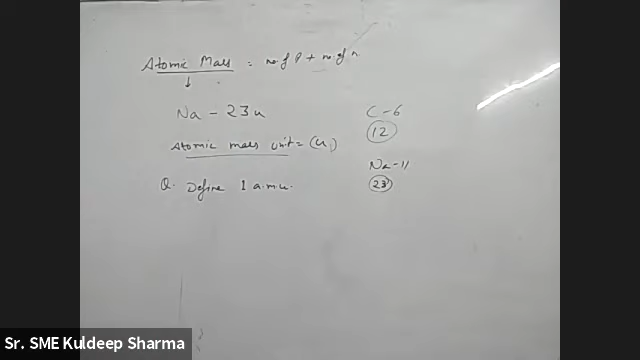 Atomic Mass = no. of P + no. of n
Na - 23u
C - 6
12
Atomic mass unit = (u)
Na - 11
23
Q. Define 1 a.m.u.
Sr. SME Kuldeep Sharma